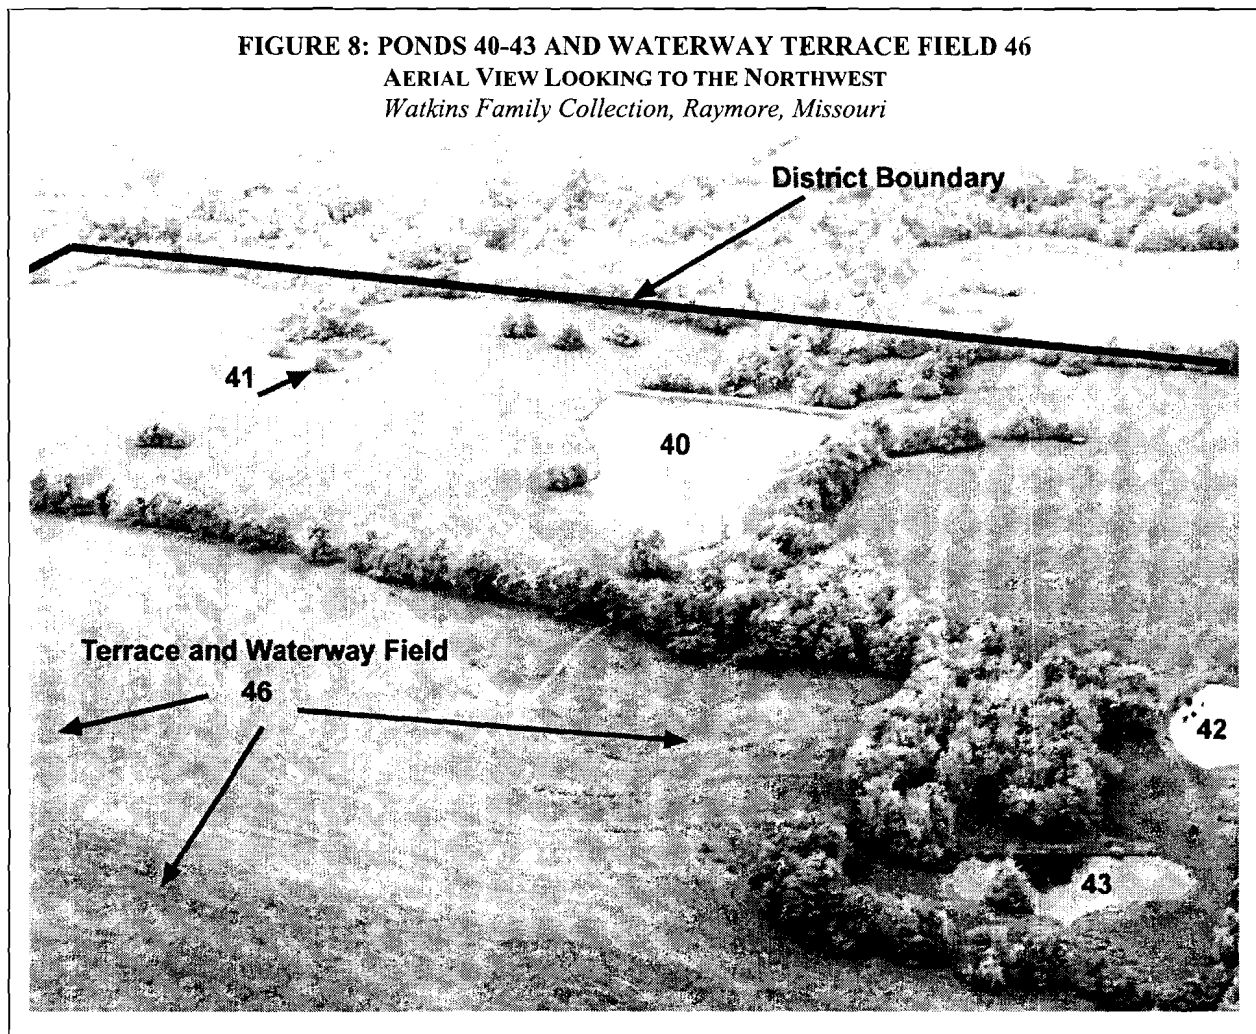 FIGURE 8: PONDS 40-43 AND WATERWAY TERRACE FIELD 46
AERIAL VIEW LOOKING TO THE NORTHWEST
Watkins Family Collection, Raymore, Missouri
District Boundary
41
40
Terrace and Waterway Field
46
42
43